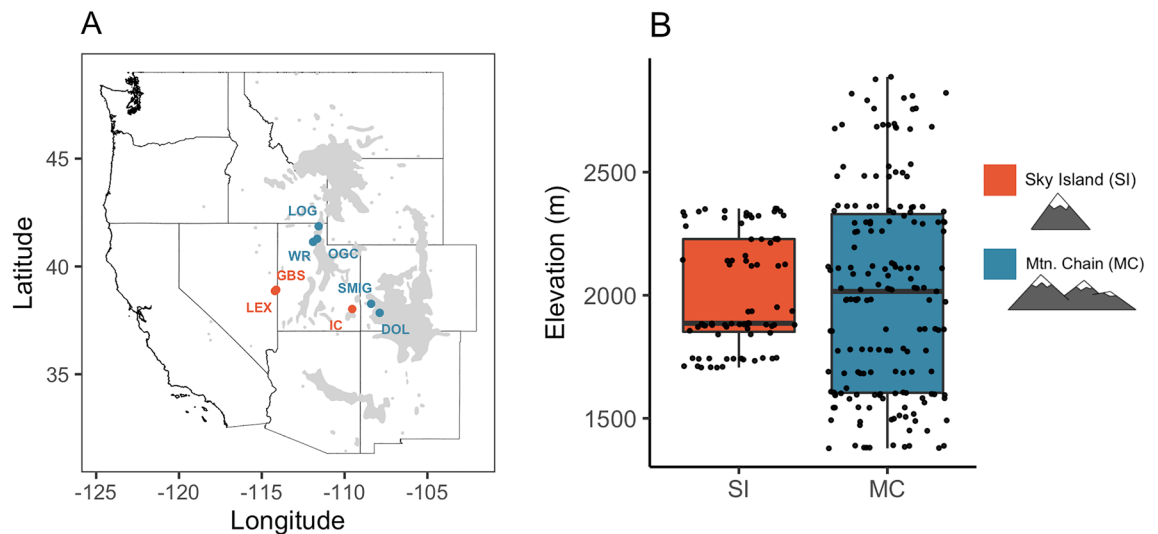 A
45
40
35
Latitude
-125
-120
-115
-110
-105
Longitude
LOG
WR
OGC
GBS
SMIG
LEX
IC
DOL
B
2500
2000
1500
Elevation (m)
SI
MC
Sky Island (SI)
Mtn. Chain (MC)